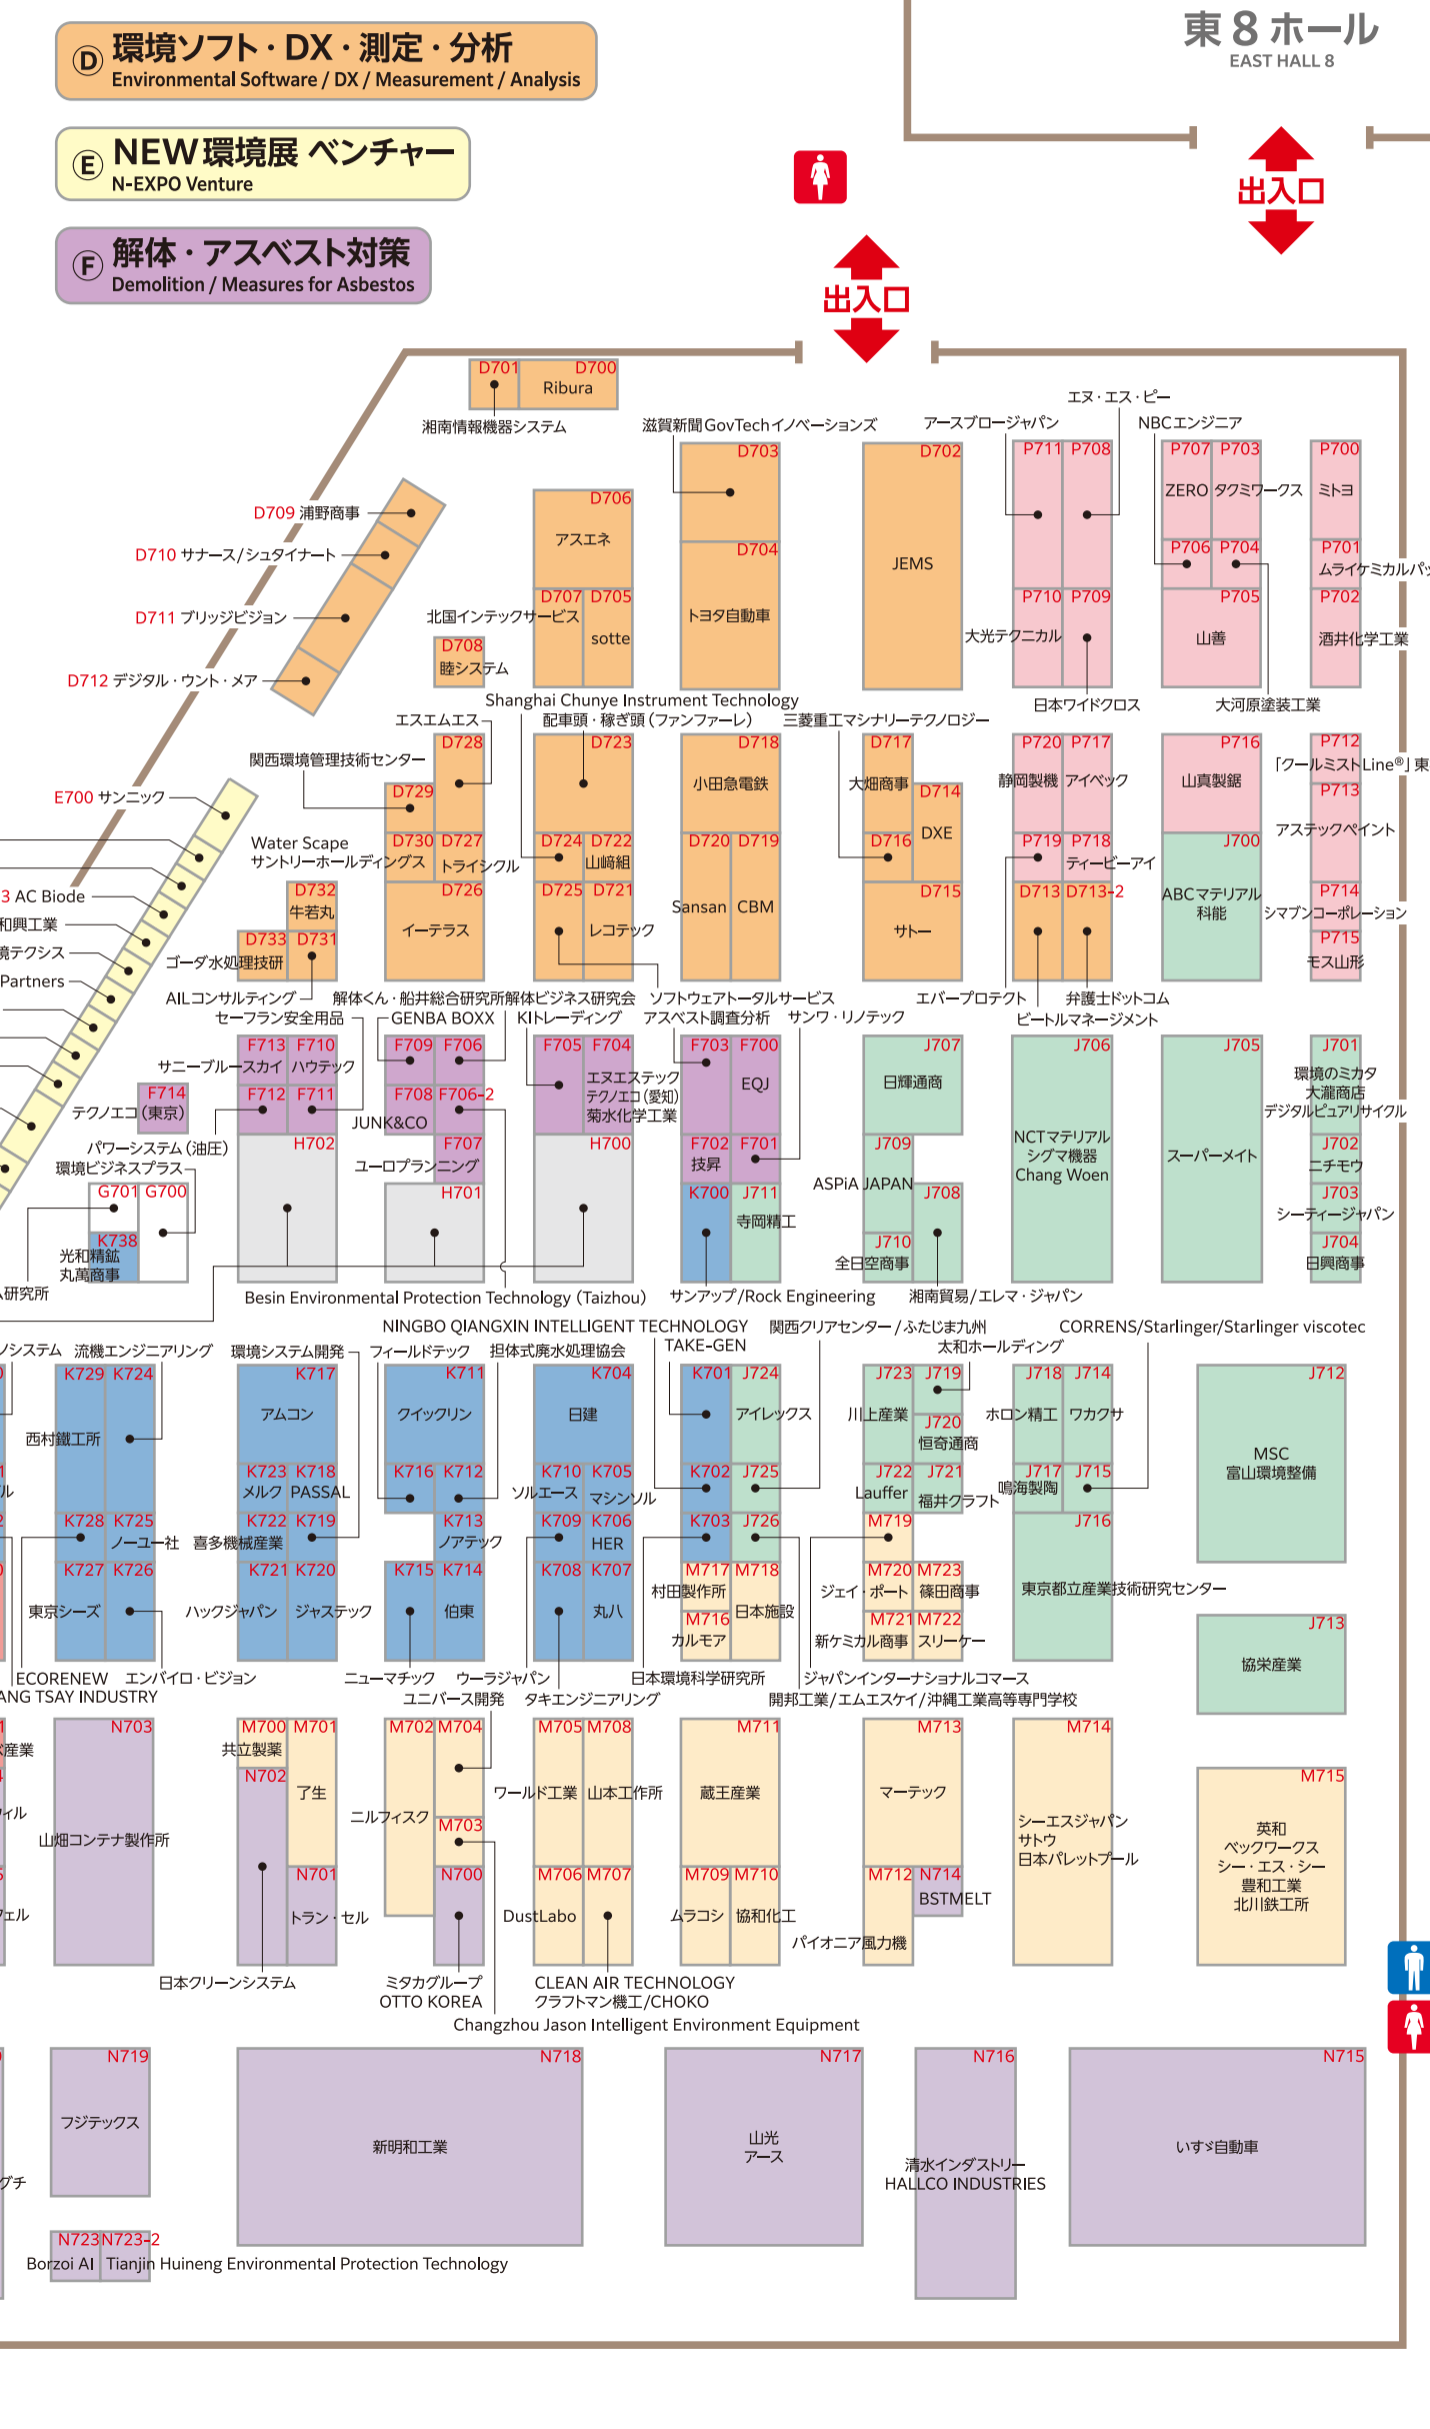 東8ホール
EAST HALL 8
D 環境ソフト・DX・測定・分析
Environmental Software / DX / Measurement / Analysis
E NEW環境展 ベンチャー
N-EXPO Venture
F 解体・アスベスト対策
Demolition / Measures for Asbestos
出入口
出入口
D701
D700
Ribura
湘南情報機器システム
滋賀新聞GovTechイノベーションズ
D703
D704
トヨタ自動車
D702
JEMS
エヌ・エス・ピー
アースブロージャパン
P711
P708
P710
P709
大光テクニカル
日本ワイドクロス
NBCエンジニア
P707
P703
ZERO
タクミワークス
P706
P704
P705
山善
大河原塗装工業
P700
ミトヨ
P701
ムライケミカルパッ
P702
酒井化学工業
D709 浦野商事
D710 サナース/シュタイナート
D711 ブリッジビジョン
D712 デジタル・ウント・メア
D706
アスエネ
D707
D705
北国インテックサービス
sotte
D708
睦システム
Shanghai Chunye Instrument Technology
エスエムエス
配車頭・稼ぎ頭(ファンファーレ)
三菱重工マシナリーテクノロジー
関西環境管理技術センター
D728
D729
D730
D727
トライシクル
Water Scape
サントリーホールディングス
D726
イーテラス
D732
牛若丸
D733
D731
ゴーダ水処理技研
AILコンサルティング
D723
D724
D722
山﨑組
D725
D721
レコテック
D718
小田急電鉄
D720
D719
Sansan
CBM
D717
大畑商事
D714
DXE
D716
D715
サトー
P720
P717
静岡製機
アイベック
P719
P718
ティービーアイ
D713
D713-2
P716
山真製鋸
J700
ABCマテリアル
科能
P712
「クールミストLine®」東
P713
アステックペイント
P714
シマブンコーポレーション
P715
モス山形
E700 サンニック
3 AC Biode
和興工業
境テクシス
Partners
解体くん・船井総合研究所解体ビジネス研究会
ソフトウェアトータルサービス
エバープロテクト
弁護士ドットコム
ビートルマネージメント
セーフラン安全用品
GENBA BOXX
KIトレーディング
アスベスト調査分析
サンワ・リノテック
F713
F710
サニーブルースカイ
ハウテック
F712
F711
F714
テクノエコ(東京)
パワーシステム(油圧)
環境ビジネスプラス
G701
G700
K738
光和精鉱
丸萬商事
研究所
H702
F709
F706
F708
F706-2
JUNK&CO
F707
ユーロプランニング
H701
F705
F704
エヌエステック
テクノエコ(愛知)
菊水化学工業
H700
F703
F700
EQJ
F702
F701
技昇
K700
J711
寺岡精工
J707
日輝通商
J709
ASPiA JAPAN
J708
J710
全日空商事
J706
NCTマテリアル
シグマ機器
Chang Woen
J705
スーパーメイト
J701
環境のミカタ
大瀧商店
デジタルピュアリサイクル
J702
ニチモウ
J703
シーティージャパン
J704
日興商事
Besin Environmental Protection Technology (Taizhou)
サンアップ/Rock Engineering
湘南貿易/エレマ・ジャパン
NINGBO QIANGXIN INTELLIGENT TECHNOLOGY
関西クリアセンター/ふたじま九州
CORRENS/Starlinger/Starlinger viscotec
ノシステム
流機エンジニアリング
環境システム開発
フィールドテック
担体式廃水処理協会
TAKE-GEN
太和ホールディング
K729
K724
西村鐵工所
K728
K725
ノーユー社
K727
K726
東京シーズ
K717
アムコン
K723
K718
メルク
PASSAL
K722
K719
喜多機械産業
K721
K720
ハックジャパン
ジャステック
K711
クイックリン
K716
K712
K713
ノアテック
K715
K714
伯東
K704
日建
K710
K705
ソルエース
マシンソル
K709
K706
HER
K708
K707
丸八
K701
J724
アイレックス
K702
J725
K703
J726
M717
M718
村田製作所
日本施設
M716
カルモア
J723
J719
川上産業
J720
恒奇通商
J722
J721
Lauffer
福井クラフト
M719
M720
M723
ジェイ・ポート
篠田商事
M721
M722
新ケミカル商事
スリーケー
J718
J714
ホロン精工
ワカクサ
J717
J715
鳴海製陶
J716
東京都立産業技術研究センター
J712
MSC
富山環境整備
J713
協栄産業
ECORENEW
エンバイロ・ビジョン
ANG TSAY INDUSTRY
ニューマチック
ウーラジャパン
日本環境科学研究所
ジャパンインターナショナルコマース
ユニバース開発
タキエンジニアリング
開邦工業/エムエスケイ/沖縄工業高等専門学校
産業
ィル
ェル
N703
山畑コンテナ製作所
M700
M701
共立製薬
N702
了生
N701
トラン・セル
日本クリーンシステム
M702
M704
ニルフィスク
M703
N700
ミタカグループ
OTTO KOREA
M705
M708
ワールド工業
山本工作所
M706
M707
DustLabo
CLEAN AIR TECHNOLOGY
クラフトマン機工/CHOKO
Changzhou Jason Intelligent Environment Equipment
M711
蔵王産業
M709
M710
ムラコシ
協和化工
M713
マーテック
M712
N714
BSTMELT
パイオニア風力機
M714
シーエスジャパン
サトウ
日本パレットプール
M715
英和
ベックワークス
シー・エス・シー
豊和工業
北川鉄工所
N719
フジテックス
グチ
N723
N723-2
Borzoi AI
Tianjin Huineng Environmental Protection Technology
N718
新明和工業
N717
山光
アース
N716
清水インダストリー
HALLCO INDUSTRIES
N715
いすゞ自動車